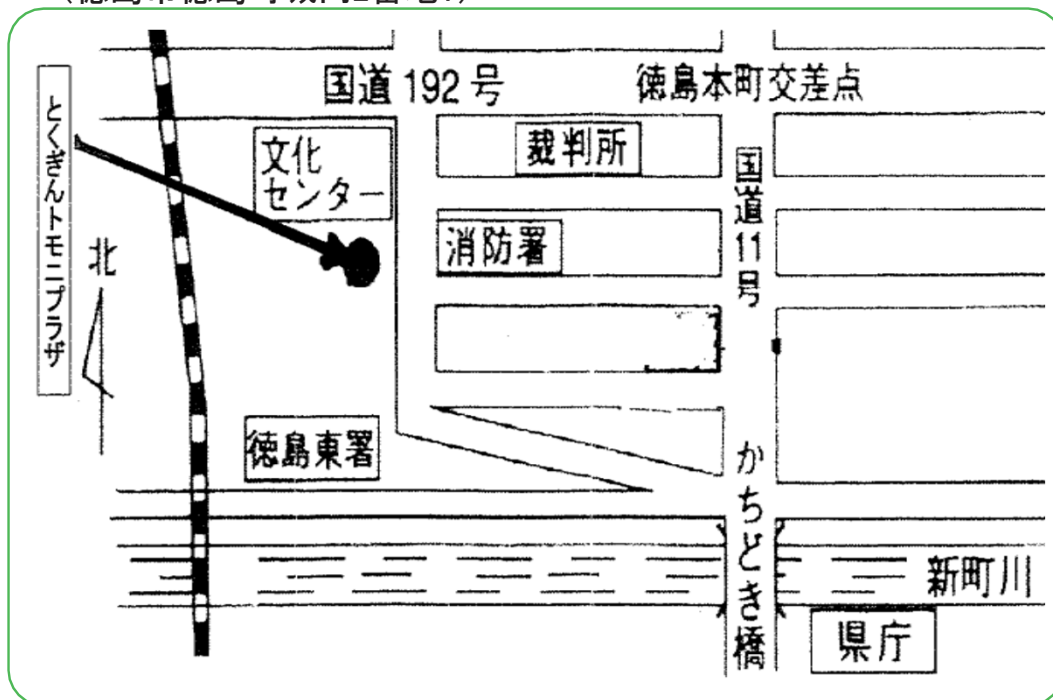 国道192号
徳島本町交差点
とくぎんトモニプラザ
文化
センター
裁判所
国道11号
消防署
北
徳島東署
かちどき橋
新町川
県庁